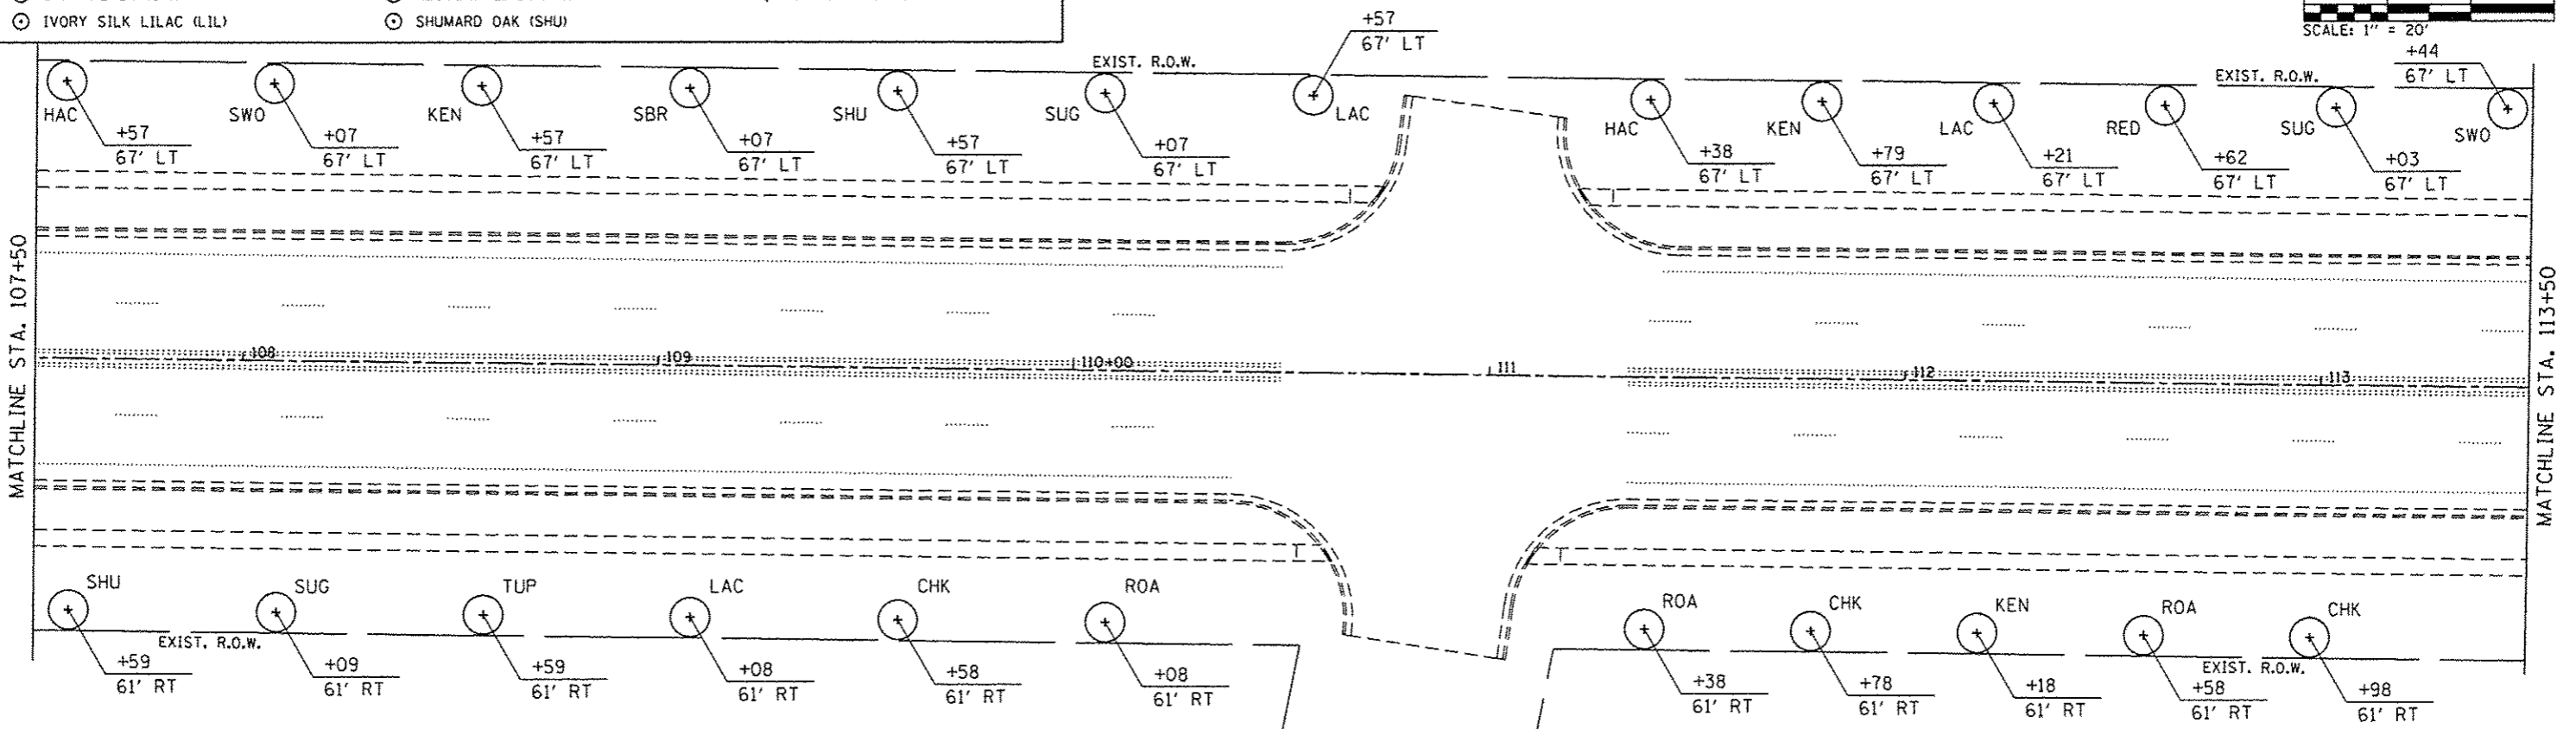 IVORY SILK LILAC (LIL)
SHUMARD OAK (SHU)
SCALE: 1" = 20'
+57
67' LT
+44
67' LT
EXIST. R.O.W.
EXIST. R.O.W.
HAC
SWO
KEN
SBR
SHU
SUG
LAC
HAC
KEN
LAC
RED
SUG
SWO
+57
67' LT
+07
67' LT
+57
67' LT
+07
67' LT
+57
67' LT
+07
67' LT
+38
67' LT
+79
67' LT
+21
67' LT
+62
67' LT
+03
67' LT
MATCHLINE STA. 107+50
108
109
110+00
111
112
113
MATCHLINE STA. 113+50
SHU
SUG
TUP
LAC
CHK
ROA
ROA
CHK
KEN
ROA
CHK
EXIST. R.O.W.
EXIST. R.O.W.
+59
61' RT
+09
61' RT
+59
61' RT
+08
61' RT
+58
61' RT
+08
61' RT
+38
61' RT
+78
61' RT
+18
61' RT
+58
61' RT
+98
61' RT